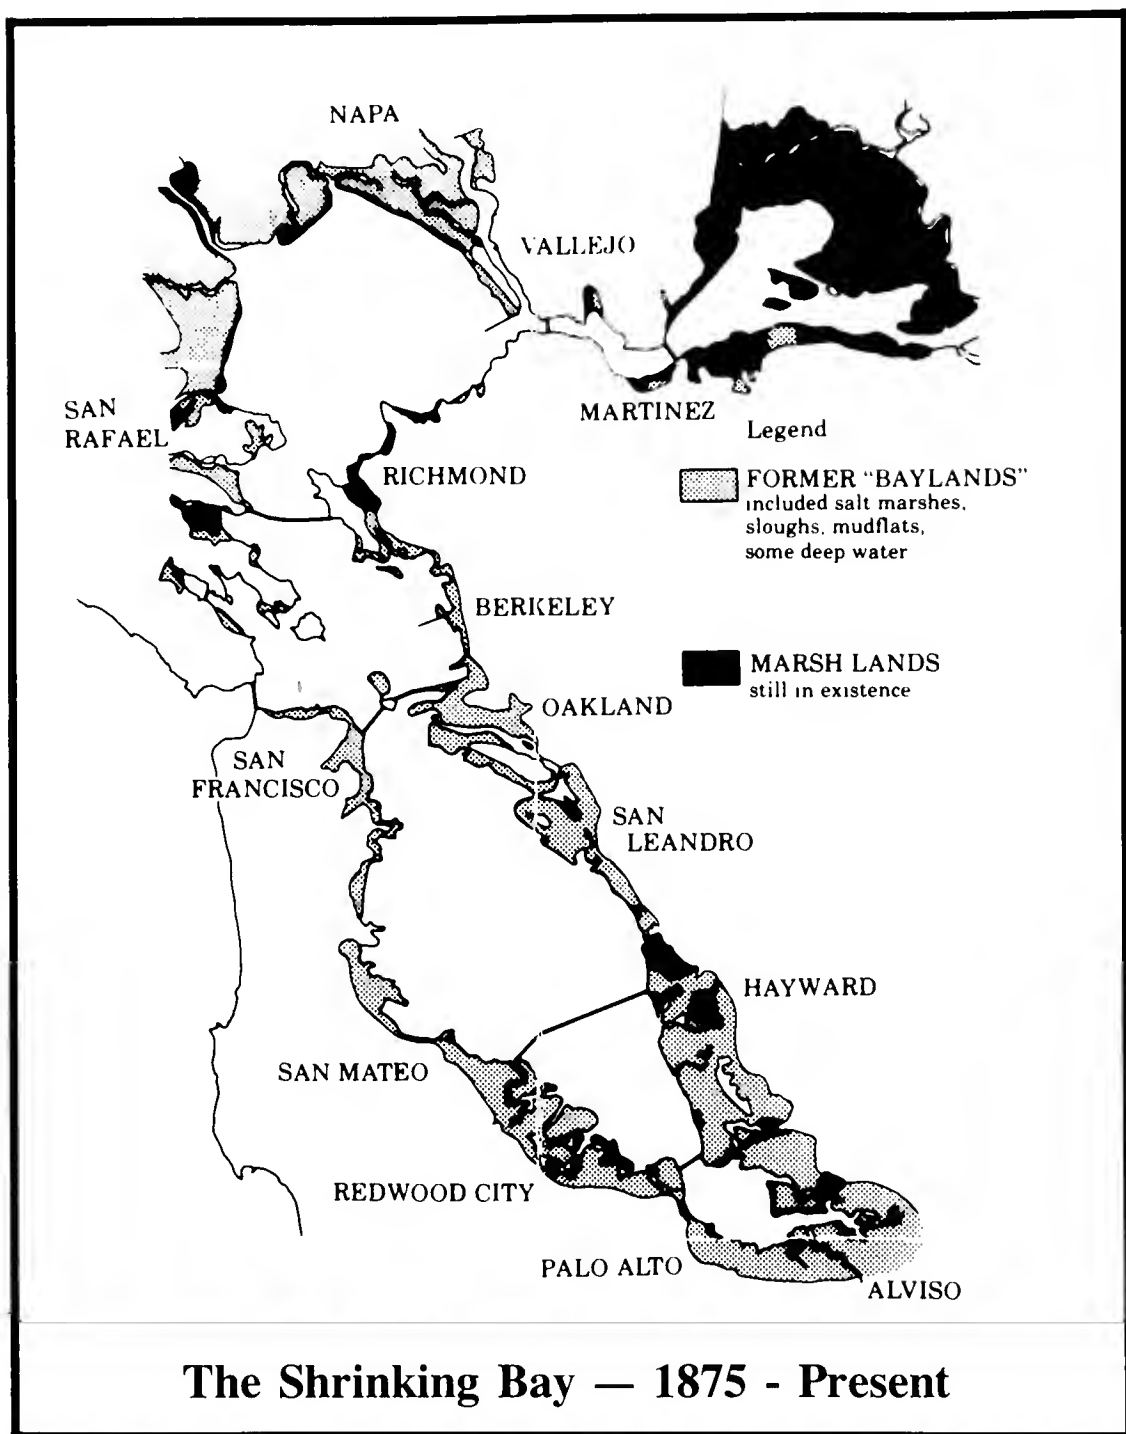 NAPA
VALLEJO
SAN
RAFAEL
MARTINEZ
Legend
RICHMOND
FORMER "BAYLANDS"
included salt marshes,
sloughs, mudflats,
some deep water
BERKELEY
MARSH LANDS
still in existence
OAKLAND
SAN
FRANCISCO
SAN
LEANDRO
HAYWARD
SAN MATEO
REDWOOD CITY
PALO ALTO
ALVISO
The Shrinking Bay — 1875 - Present